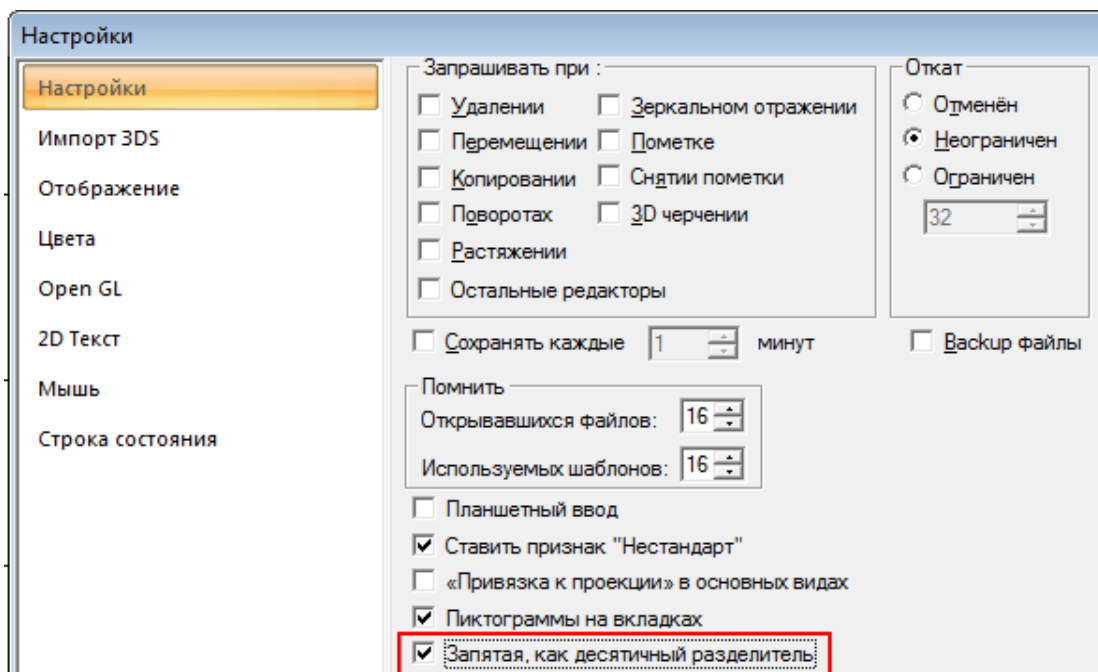 Настройки
Настройки
Импорт 3DS
Отображение
Цвета
Open GL
2D Текст
Мышь
Строка состояния
Запрашивать при :
Удалении Зеркальном отражении
Перемещении Пометке
Копировании Снятии пометки
Поворотах 3D черчении
Растяжении
Остальные редакторы
Откат
Отменён
Неограничен
Ограничен
32
Сохранять каждые 1 минут Backup файлы
Помнить
Открывавшихся файлов: 16
Используемых шаблонов: 16
Планшетный ввод
Ставить признак "Нестандарт"
«Привязка к проекции» в основных видах
Пиктограммы на вкладках
Запятая, как десятичный разделитель